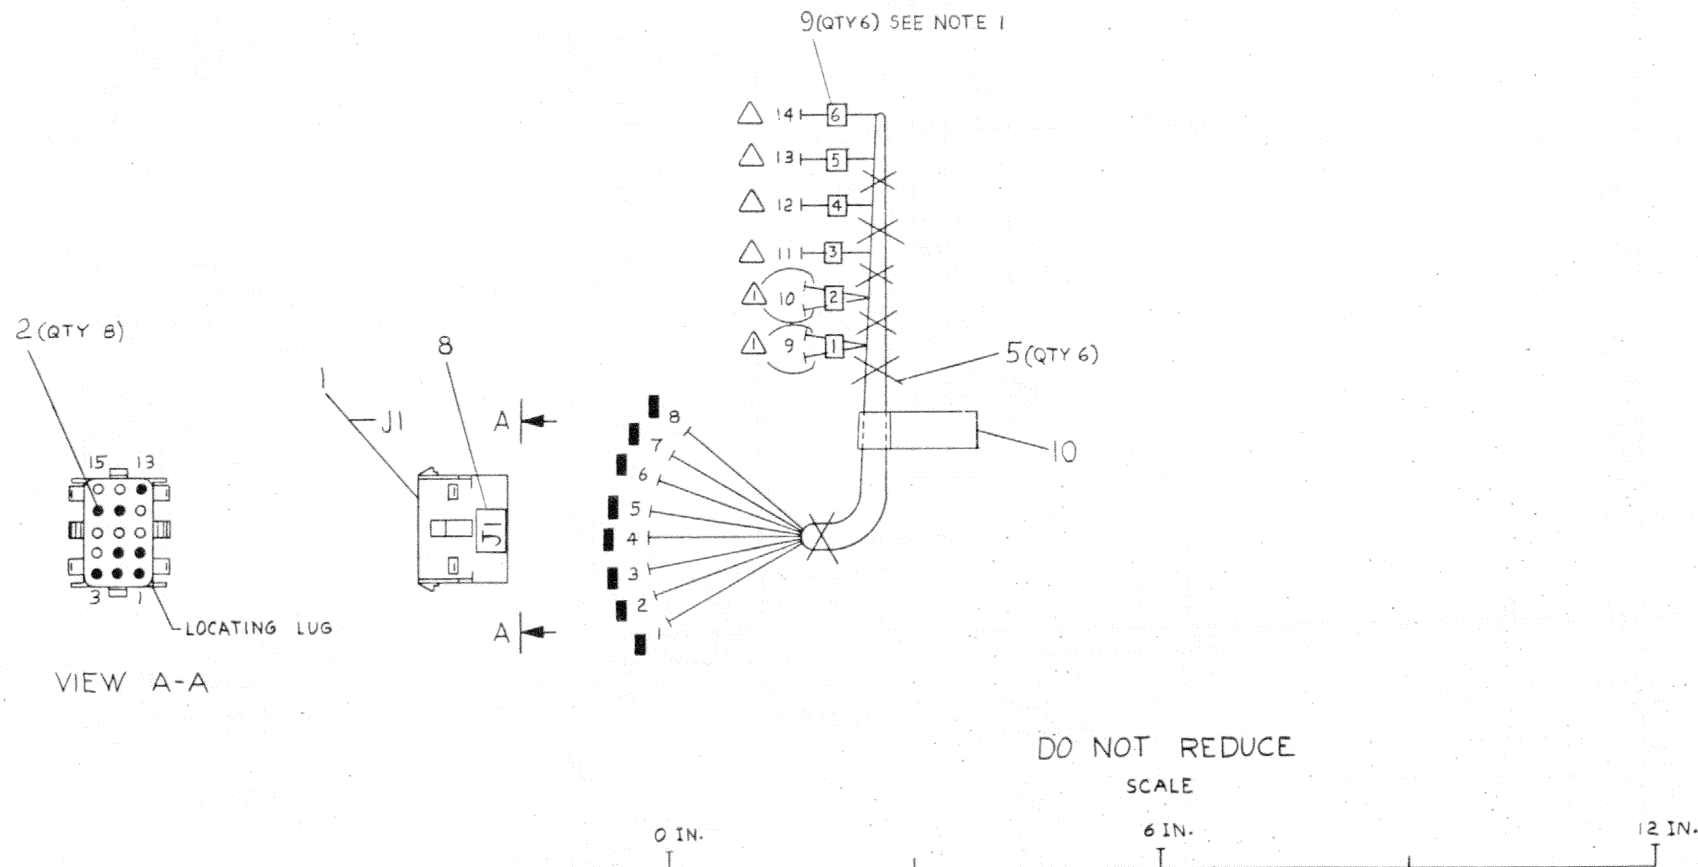 9(QTY 6) SEE NOTE 1
14 6
13 5
12 4
11 3
1 10 2
1 9 1
5(QTY 6)
10
2(QTY 8)
1
J1
8
A
A
J1
15 13
3 1
LOCATING LUG
VIEW A-A
8
7
6
5
4
3
2
1
DO NOT REDUCE
SCALE
0 IN. 6 IN. 12 IN.